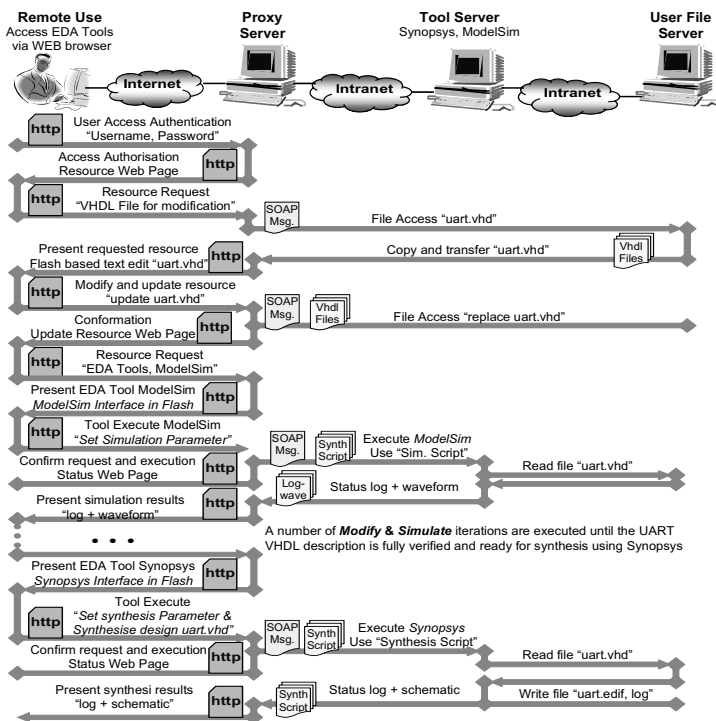 Remote Use
Access EDA Tools
via WEB browser
Proxy
Server
Tool Server
Synopsys, ModelSim
User File
Server
Internet
Intranet
Intranet
http
User Access Authentication
“Username, Password”
Access Authorisation
Resource Web Page
http
http
Resource Request
“VHDL File for modification”
SOAP
Msg.
File Access “uart.vhd”
Present requested resource
Flash based text edit “uart.vhd”
http
Copy and transfer “uart.vhd”
Vhdl
Files
http
Modify and update resource
“update uart.vhd”
SOAP
Msg.
Vhdl
Files
File Access “replace uart.vhd”
Conformation
Update Resource Web Page
http
http
Resource Request
“EDA Tools, ModelSim”
Present EDA Tool ModelSim
ModelSim Interface in Flash
http
http
Tool Execute ModelSim
“Set Simulation Parameter”
SOAP
Msg.
Synth
Script
Execute ModelSim
Use “Sim. Script”
Confirm request and execution
Status Web Page
http
Read file “uart.vhd”
Log-
wave
Status log + waveform
Present simulation results
“log + waveform”
http
A number of Modify & Simulate iterations are executed until the UART
VHDL description is fully verified and ready for synthesis using Synopsys
Present EDA Tool Synopsys
Synopsys Interface in Flash
http
http
Tool Execute
“Set synthesis Parameter &
Synthesise design uart.vhd”
SOAP
Msg.
Synth
Script
Execute Synopsys
Use “Synthesis Script”
Confirm request and execution
Status Web Page
http
Read file “uart.vhd”
Present synthesi results
“log + schematic”
http
Synth
Script
Status log + schematic
Write file “uart.edif, log”